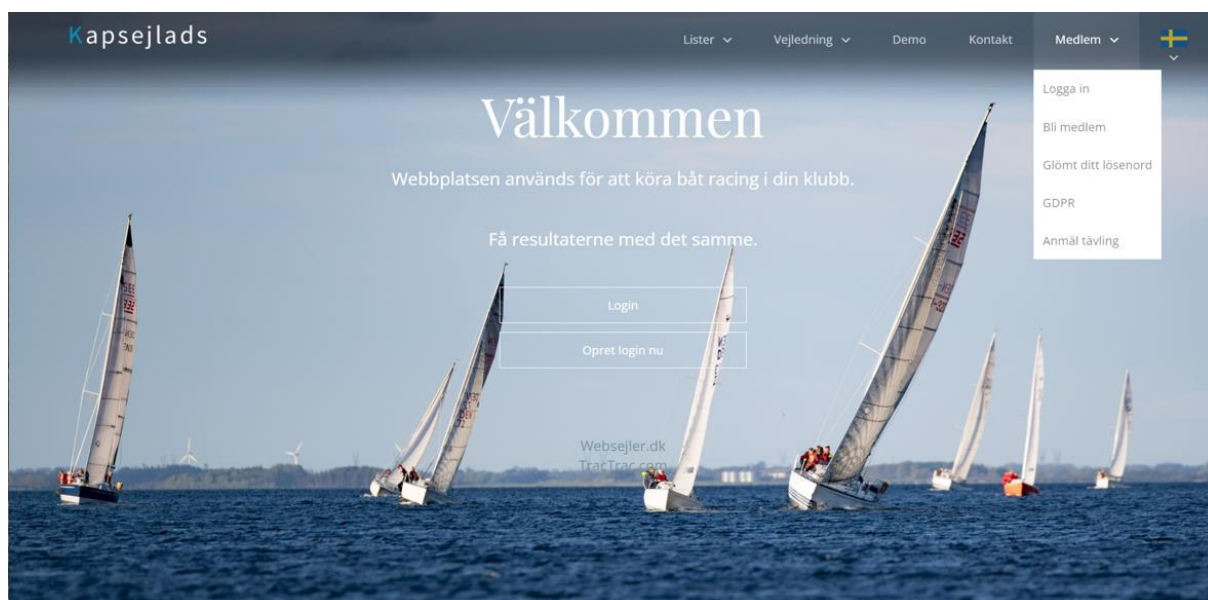 Kapsejlads
Lister
Vejledning
Demo
Kontakt
Medlem
Logga in
Bli medlem
Glömt ditt lösenord
GDPR
Anmäl tävling
Välkommen
Webbplatsen används för att köra båt racing i din klubb.
Få resultaterne med det samme.
Login
Opret login nu
Websejler.dk
TracTrac.com